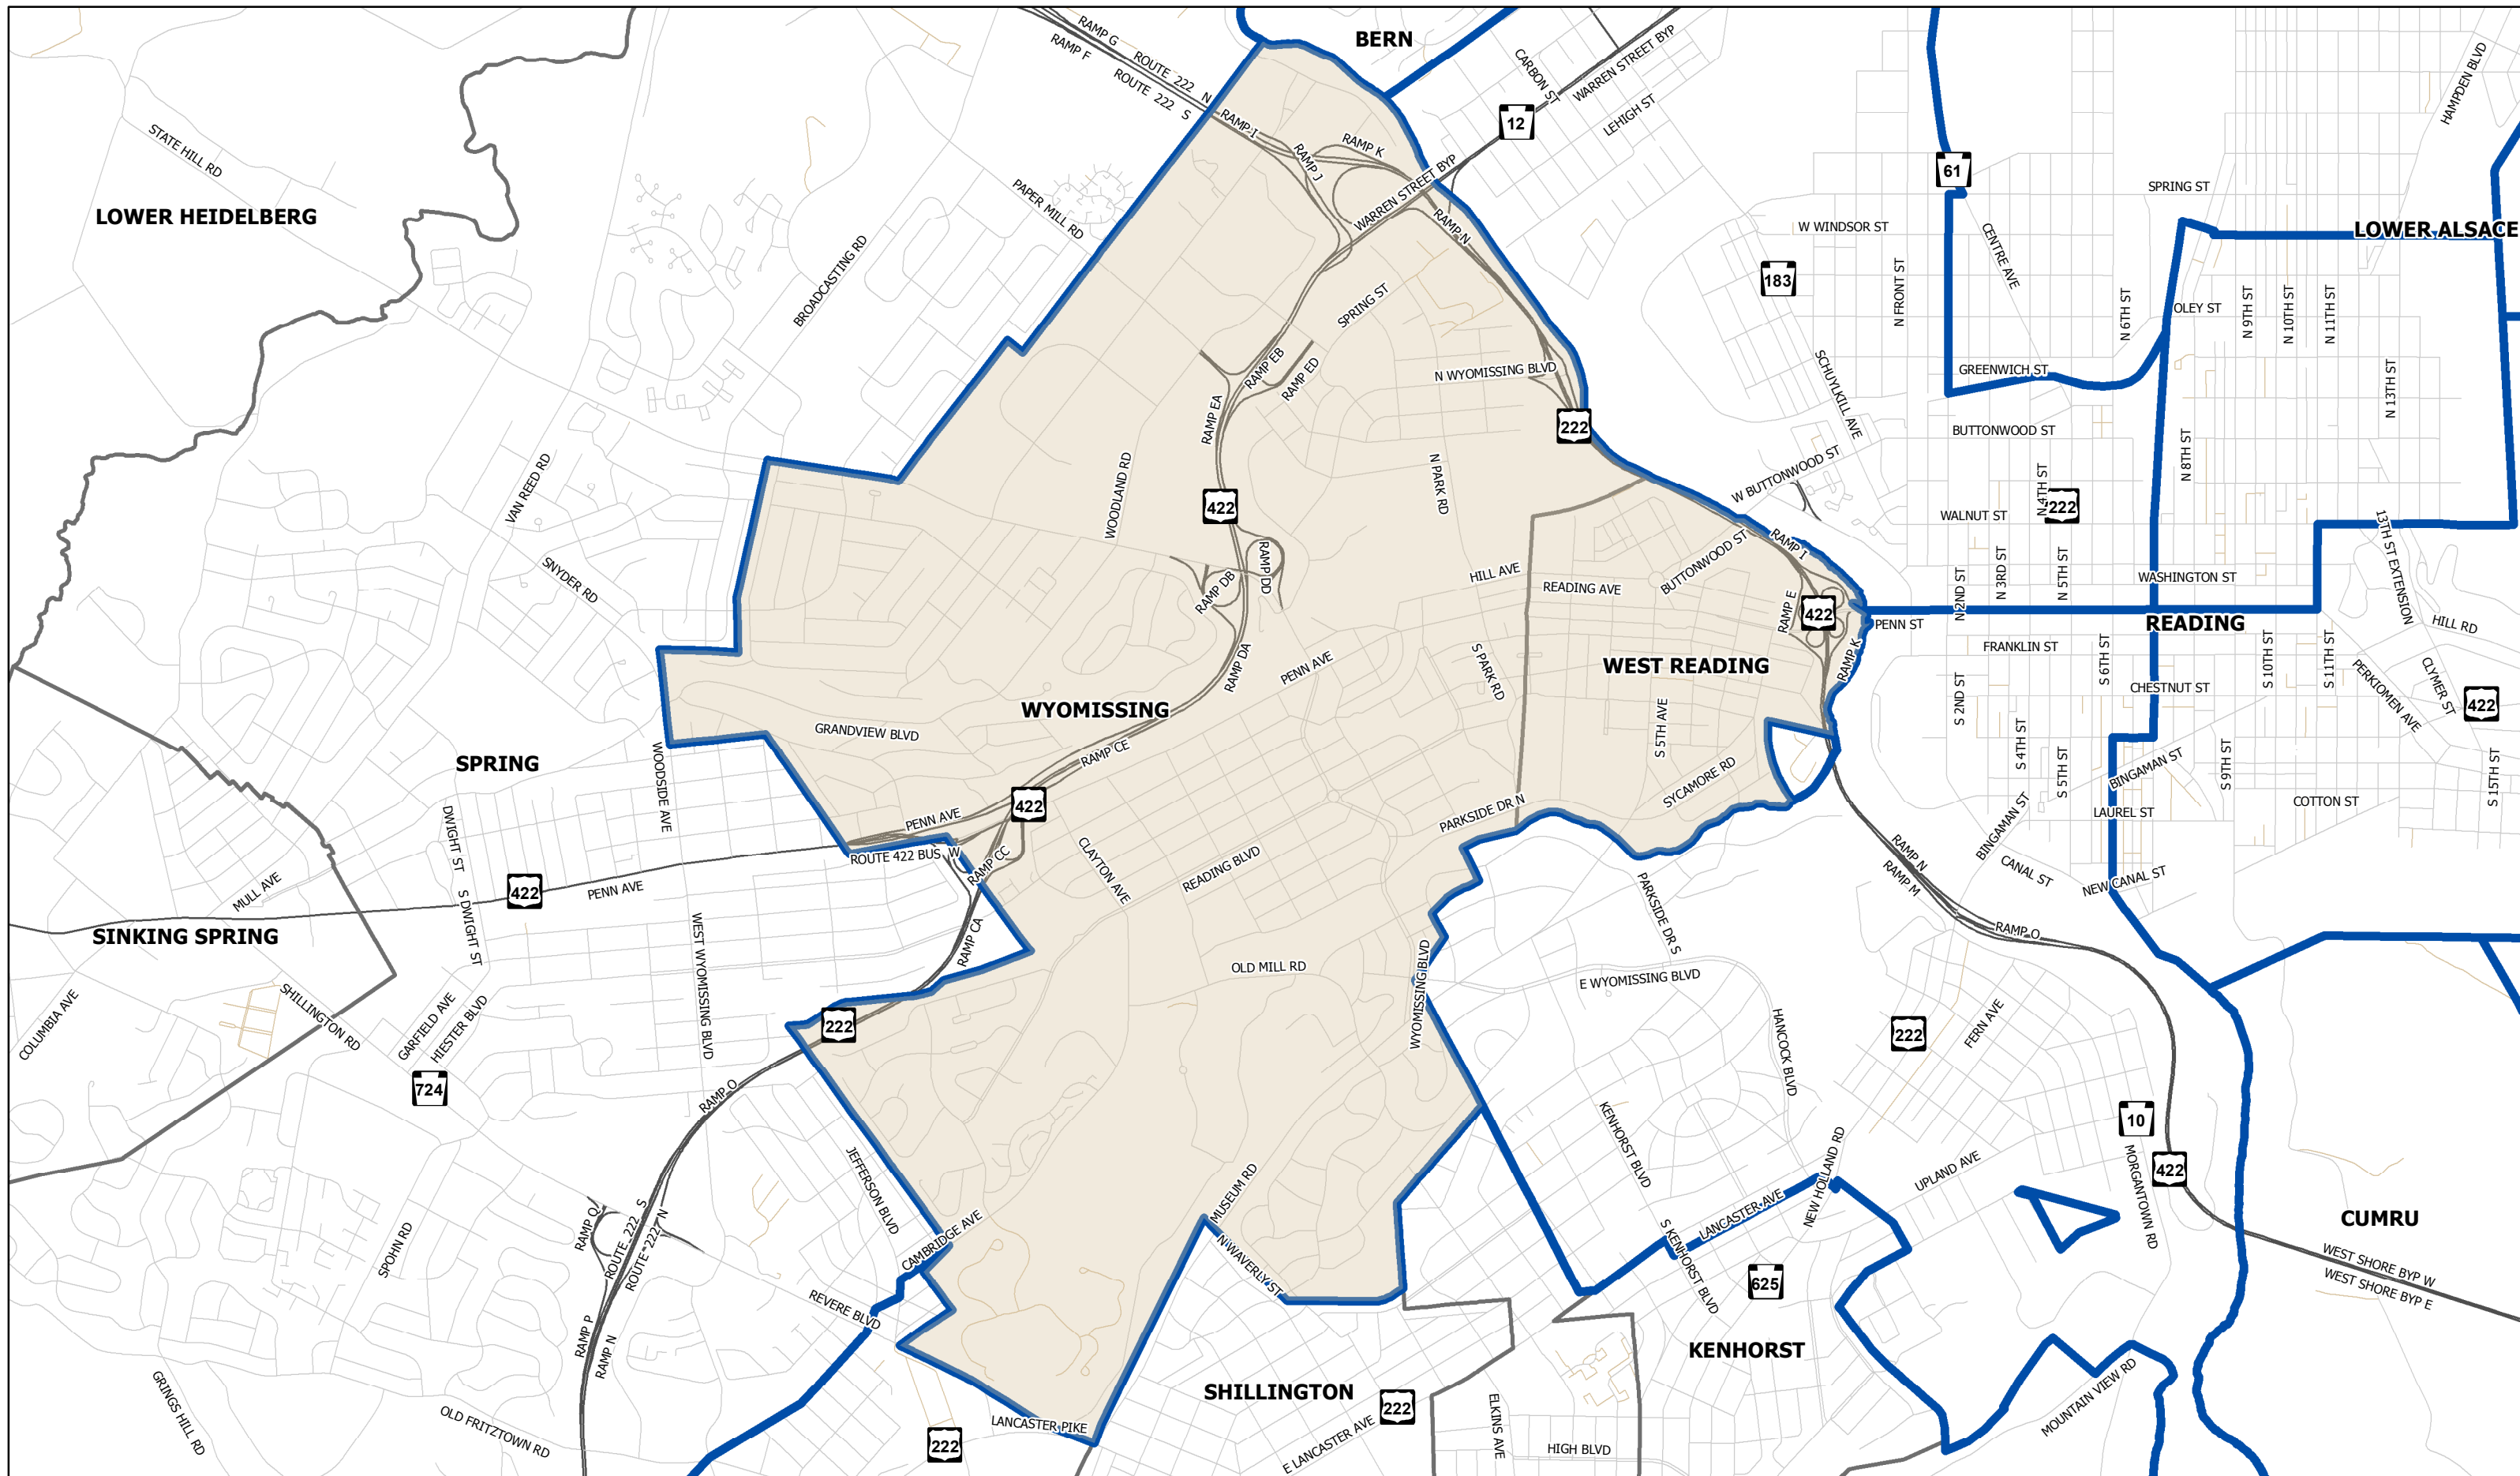 BERN
RAMP G
RAMP F
ROUTE 222 N
ROUTE 222 S
CARBON ST
WARREN STREET BYP
LEHIGH ST
12
HAMPDEN BLVD
STATE HILL RD
RAMP I
RAMP J
RAMP K
WARREN STREET BYP
RAMP N
61
SPRING ST
LOWER HEIDELBERG
PAPER MILL RD
W WINDSOR ST
CENTRE AVE
LOWER ALSACE
BROADCASTING RD
183
N FRONT ST
SPRING ST
N 6TH ST
OLEY ST
N 9TH ST
N 10TH ST
N 11TH ST
RAMP EB
RAMP ED
N WYOMISSING BLVD
SCHUYLKILL AVE
GREENWICH ST
N 13TH ST
RAMP EA
222
BUTTONWOOD ST
N 8TH ST
VAN REED RD
WOODLAND RD
422
N PARK RD
W BUTTONWOOD ST
N 4TH ST
222
WALNUT ST
13TH ST EXTENSION
SNYDER RD
RAMP DB
RAMP DD
HILL AVE
READING AVE
BUTTONWOOD ST
RAMP I
RAMP E
422
N 2ND ST
N 3RD ST
N 5TH ST
WASHINGTON ST
PENN ST
READING
HILL RD
RAMP DA
PENN AVE
S PARK RD
WEST READING
RAMP K
FRANKLIN ST
S 6TH ST
S 10TH ST
S 11TH ST
PERKIOMEN AVE
CLYMER ST
422
CHESTNUT ST
S 2ND ST
WYOMISSING
GRANDVIEW BLVD
RAMP CE
S 5TH AVE
SYCAMORE RD
S 4TH ST
S 5TH ST
BINGAMAN ST
S 9TH ST
S 15TH ST
SPRING
WOODSIDE AVE
422
PENN AVE
PARKSIDE DR N
LAUREL ST
COTTON ST
DWIGHT ST
ROUTE 422 BUS W
RAMP CC
CLAYTON AVE
READING BLVD
RAMP N
RAMP M
BINGAMAN ST
CANAL ST
NEW CANAL ST
MULL AVE
422
PENN AVE
PARKSIDE DR S
SINKING SPRING
S DWIGHT ST
WEST WYOMISSING BLVD
RAMP CA
OLD MILL RD
WYOMISSING BLVD
E WYOMISSING BLVD
RAMP O
COLUMBIA AVE
SHILLINGTON RD
GARFIELD AVE
HIESTER BLVD
222
HANCOCK BLVD
222
FERN AVE
724
RAMP O
KENHORST BLVD
10
MORGANTOWN RD
422
JEFFERSON BLVD
MUSEUM RD
LANCASTER AVE
NEW HOLLAND RD
UPLAND AVE
CUMRU
SPOHN RD
RAMP Q
ROUTE 222 S
ROUTE 222 N
CAMBRIDGE AVE
N WAVERLY ST
S KENHORST BLVD
625
WEST SHORE BYP W
WEST SHORE BYP E
REVERE BLVD
RAMP P
RAMP N
KENHORST
GRINGS HILL RD
OLD FRITZTOWN RD
222
LANCASTER PIKE
SHILLINGTON
222
E LANCASTER AVE
ELKINS AVE
HIGH BLVD
MOUNTAIN VIEW RD